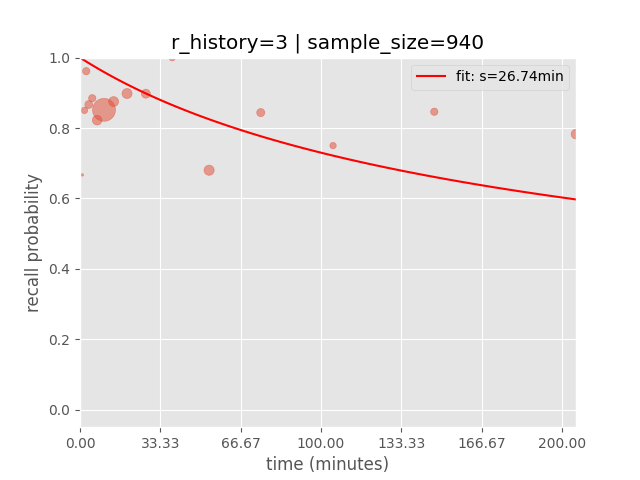 r_history=3 | sample_size=940
fit: s=26.74min
recall probability
1.0
0.8
0.6
0.4
0.2
0.0
0.00 33.33 66.67 100.00 133.33 166.67 200.00
time (minutes)